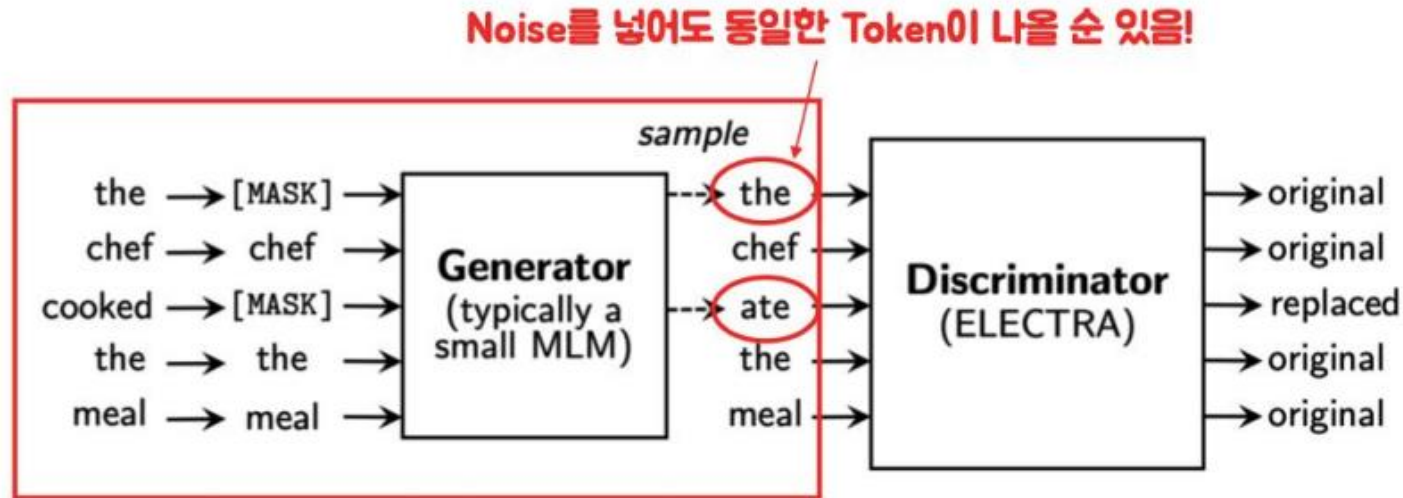 Noise를 넣어도 동일한 Token이 나올 순 있음!
sample
the [MASK] the original
chef chef chef original
Generator
(typically a
small MLM)
Discriminator
(ELECTRA)
cooked [MASK] ate replaced
the the the original
meal meal meal original